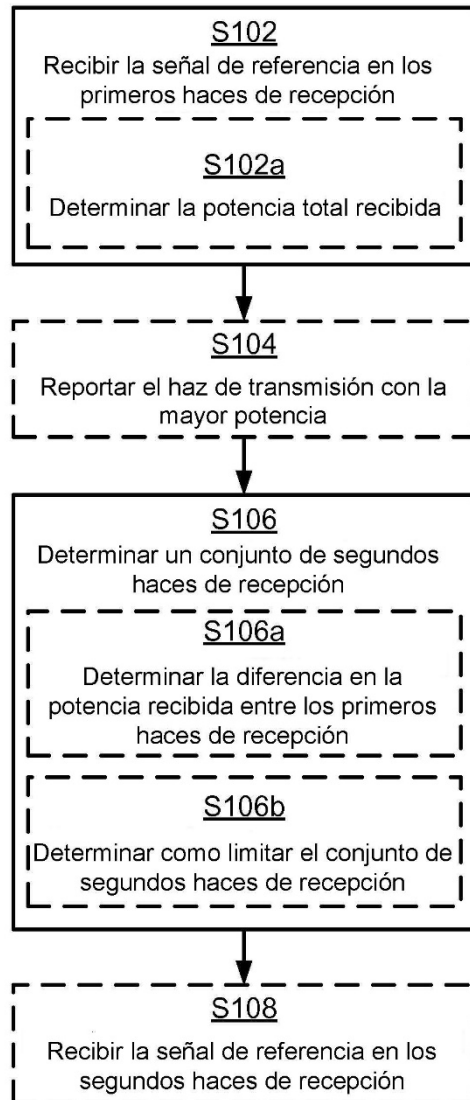 S102
Recibir la señal de referencia en los
primeros haces de recepción
S102a
Determinar la potencia total recibida
S104
Reportar el haz de transmisión con la
mayor potencia
S106
Determinar un conjunto de segundos
haces de recepción
S106a
Determinar la diferencia en la
potencia recibida entre los primeros
haces de recepción
S106b
Determinar como limitar el conjunto de
segundos haces de recepción
S108
Recibir la señal de referencia en los
segundos haces de recepción